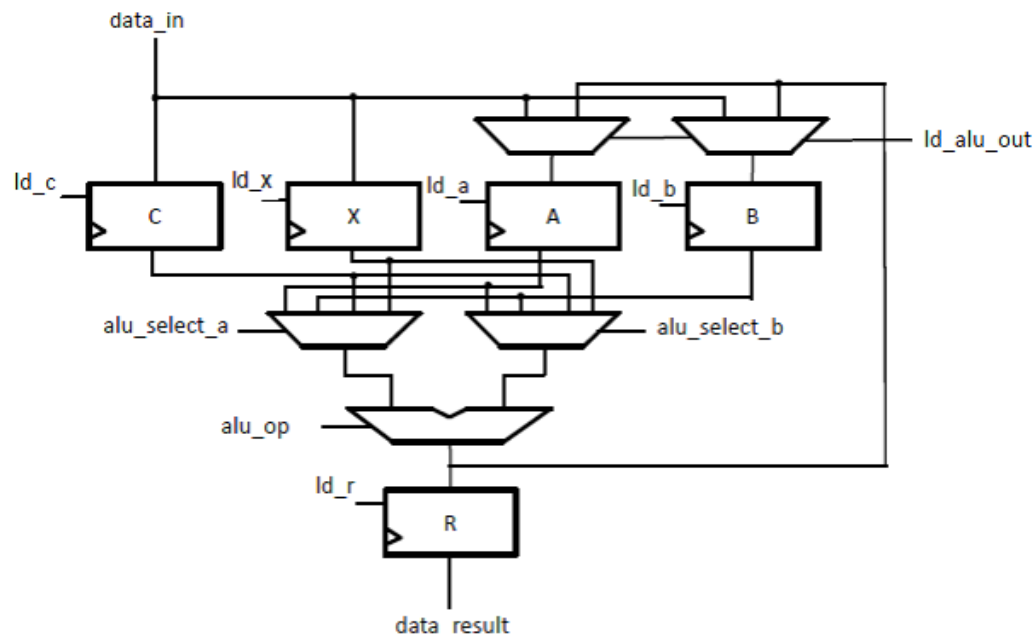 data_in
ld_alu_out
ld_c
ld_x
ld_a
ld_b
C
X
A
B
alu_select_a
alu_select_b
alu_op
ld_r
R
data_result